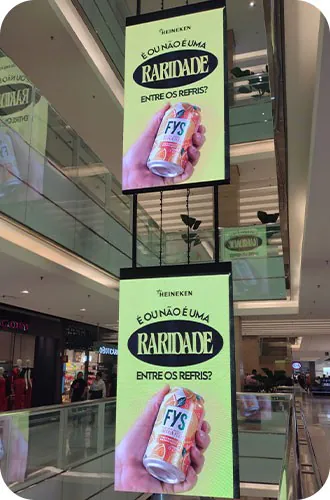 HEINEKEN
É OU NÃO É UMA
RARIDADE
ENTRE OS REFRIS?
FYS
HEINEKEN
É OU NÃO É UMA
RARIDADE
ENTRE OS REFRIS?
FYS